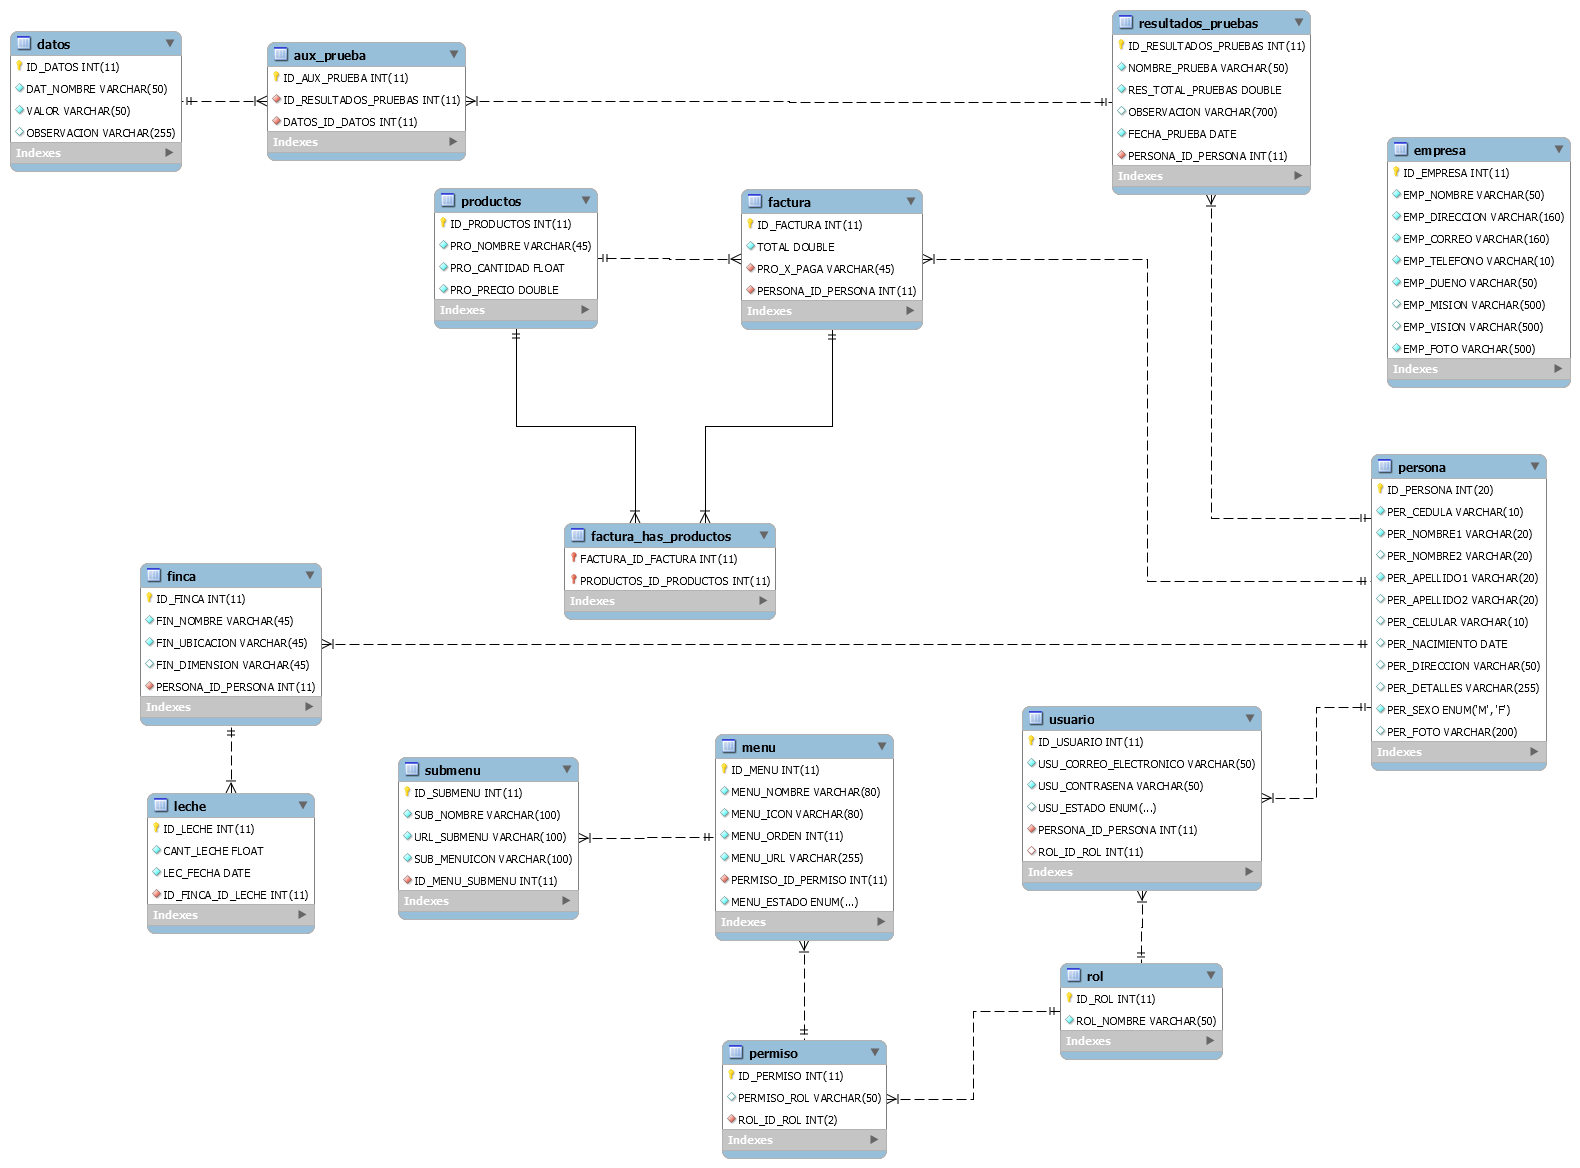 datos
ID_DATOS INT(11)
DAT_NOMBRE VARCHAR(50)
VALOR VARCHAR(50)
OBSERVACION VARCHAR(255)
Indexes
aux_prueba
ID_AUX_PRUEBA INT(11)
ID_RESULTADOS_PRUEBAS INT(11)
DATOS_ID_DATOS INT(11)
Indexes
resultados_pruebas
ID_RESULTADOS_PRUEBAS INT(11)
NOMBRE_PRUEBA VARCHAR(50)
RES_TOTAL_PRUEBAS DOUBLE
OBSERVACION VARCHAR(700)
FECHA_PRUEBA DATE
PERSONA_ID_PERSONA INT(11)
Indexes
empresa
ID_EMPRESA INT(11)
EMP_NOMBRE VARCHAR(50)
EMP_DIRECCION VARCHAR(160)
EMP_CORREO VARCHAR(160)
EMP_TELEFONO VARCHAR(10)
EMP_DUENO VARCHAR(50)
EMP_MISION VARCHAR(500)
EMP_VISION VARCHAR(500)
EMP_FOTO VARCHAR(500)
Indexes
productos
ID_PRODUCTOS INT(11)
PRO_NOMBRE VARCHAR(45)
PRO_CANTIDAD FLOAT
PRO_PRECIO DOUBLE
Indexes
factura
ID_FACTURA INT(11)
TOTAL DOUBLE
PRO_X_PAGA VARCHAR(45)
PERSONA_ID_PERSONA INT(11)
Indexes
persona
ID_PERSONA INT(20)
PER_CEDULA VARCHAR(10)
PER_NOMBRE1 VARCHAR(20)
PER_NOMBRE2 VARCHAR(20)
PER_APELLIDO1 VARCHAR(20)
PER_APELLIDO2 VARCHAR(20)
PER_CELULAR VARCHAR(10)
PER_NACIMIENTO DATE
PER_DIRECCION VARCHAR(50)
PER_DETALLES VARCHAR(255)
PER_SEXO ENUM('M','F')
PER_FOTO VARCHAR(200)
Indexes
factura_has_productos
FACTURA_ID_FACTURA INT(11)
PRODUCTOS_ID_PRODUCTOS INT(11)
Indexes
finca
ID_FINCA INT(11)
FIN_NOMBRE VARCHAR(45)
FIN_UBICACION VARCHAR(45)
FIN_DIMENSION VARCHAR(45)
PERSONA_ID_PERSONA INT(11)
Indexes
leche
ID_LECHE INT(11)
CANT_LECHE FLOAT
LEC_FECHA DATE
ID_FINCA_ID_LECHE INT(11)
Indexes
submenu
ID_SUBMENU INT(11)
SUB_NOMBRE VARCHAR(100)
URL_SUBMENU VARCHAR(100)
SUB_MENUICON VARCHAR(100)
ID_MENU_SUBMENU INT(11)
Indexes
menu
ID_MENU INT(11)
MENU_NOMBRE VARCHAR(80)
MENU_ICON VARCHAR(80)
MENU_ORDEN INT(11)
MENU_URL VARCHAR(255)
PERMISO_ID_PERMISO INT(11)
MENU_ESTADO ENUM(...)
Indexes
usuario
ID_USUARIO INT(11)
USU_CORREO_ELECTRONICO VARCHAR(50)
USU_CONTRASENA VARCHAR(50)
USU_ESTADO ENUM(...)
PERSONA_ID_PERSONA INT(11)
ROL_ID_ROL INT(11)
Indexes
rol
ID_ROL INT(11)
ROL_NOMBRE VARCHAR(50)
Indexes
permiso
ID_PERMISO INT(11)
PERMISO_ROL VARCHAR(50)
ROL_ID_ROL INT(2)
Indexes